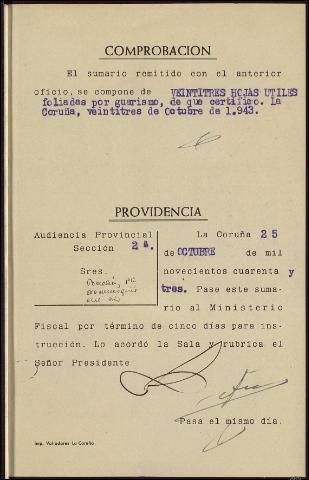 COMPROBACION
El sumario remitido con el anterior
oficio, se compone de VEINTITRES HOJAS UTILES
foliadas por guarismo, de que certifico. La
Coruña, veintitres de Octubre de 1.943.
PROVIDENCIA
Audiencia Provincial
Sección 2ª.
Sres.
La Coruña 25
de OCTUBRE de mil
novecientos cuarenta y
tres. Pase este suma-
rio al Ministerio
Fiscal por término de cinco días para ins-
trucción. Lo acordó la Sala y rubrica el
Señor Presidente
Pasa el mismo día.
Imp. Valladares La Coruña